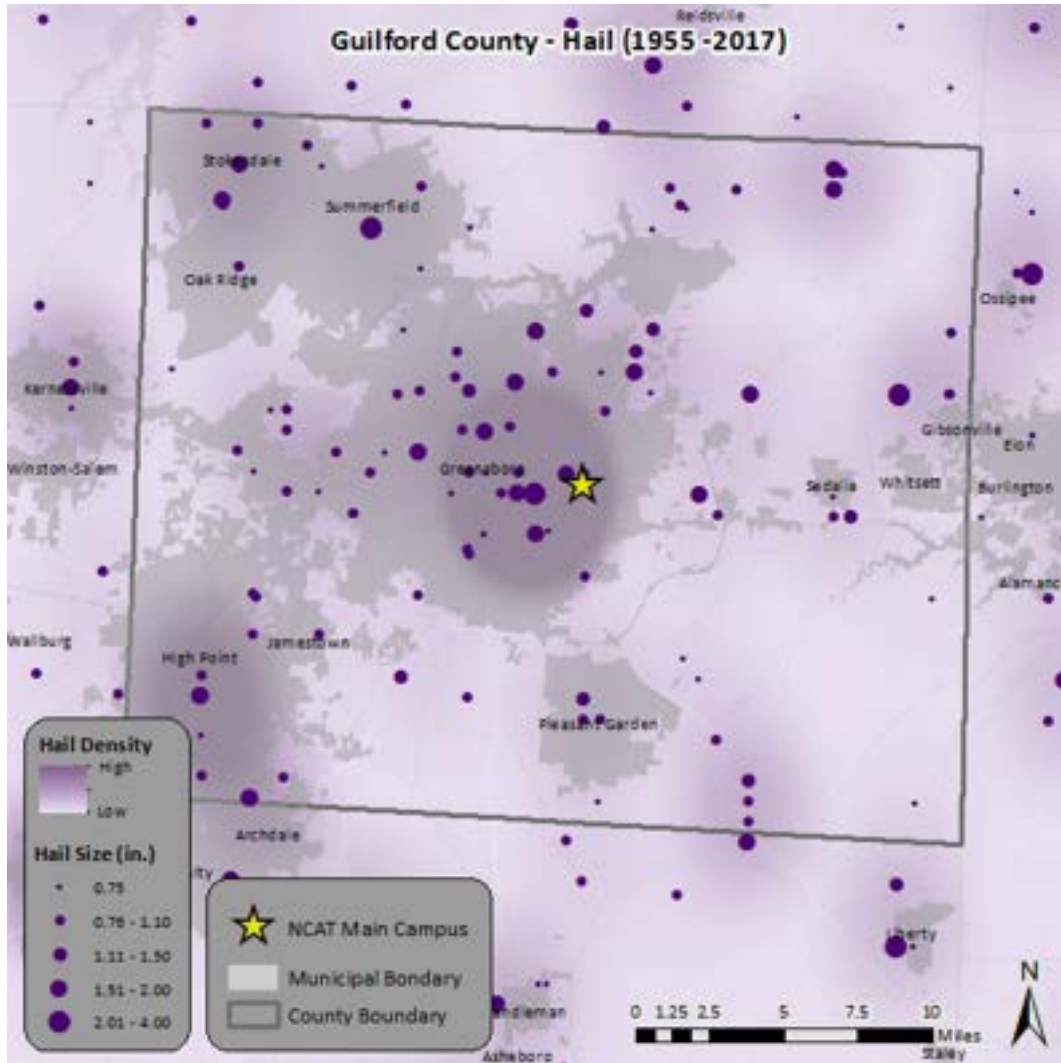 Reidsville
Guilford County - Hail (1955 -2017)
Stokesdale
Summerfield
Oak Ridge
Ossipee
Kernersville
Gibsonville
Elon
Winston-Salem
Greensboro
Sedalia
Whitsett
Burlington
Alamanc
Wallburg
Jamestown
High Point
Pleasant Garden
Archdale
ity
Liberty
ndleman
Asheboro
Staley
Hail Density
High
Low
Hail Size (in.)
0.75
0.76 - 1.10
1.11 - 1.50
1.51 - 2.00
2.01 - 4.00
NCAT Main Campus
Municipal Bondary
County Boundary
N
0 1.25 2.5 5 7.5 10
Miles